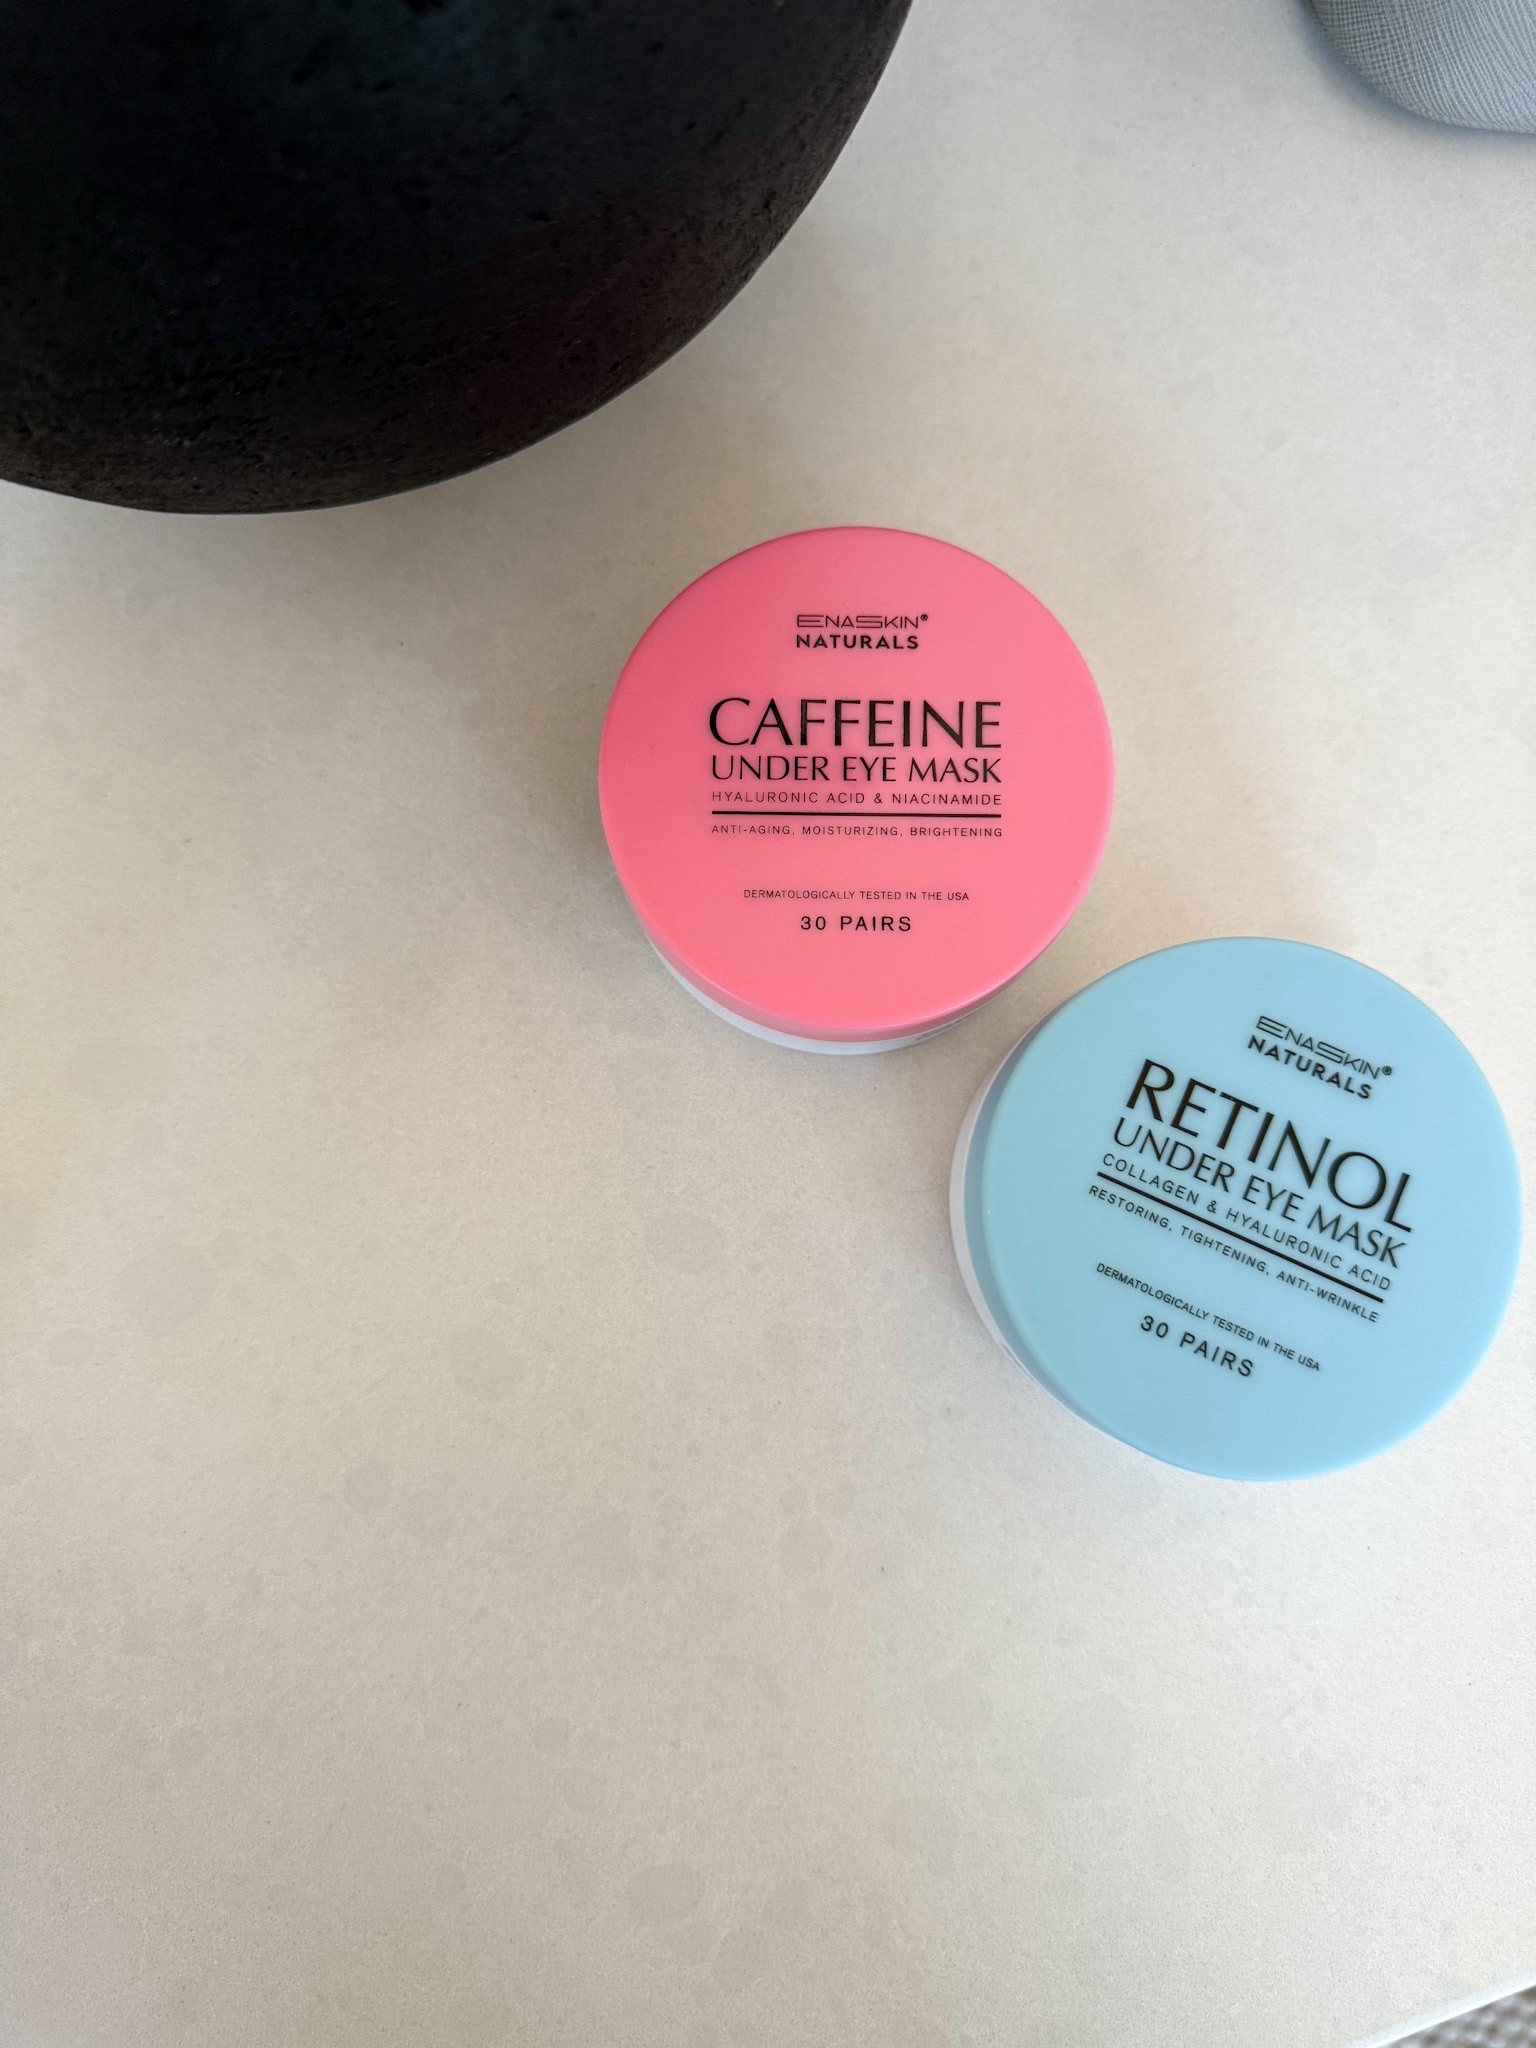 ENASKIN®
NATURALS
CAFFEINE
UNDER EYE MASK
HYALURONIC ACID & NIACINAMIDE
ANTI-AGING, MOISTURIZING, BRIGHTENING
DERMATOLOGICALLY TESTED IN THE USA
30 PAIRS
ENASKIN®
NATURALS
RETINOL
UNDER EYE MASK
COLLAGEN & HYALURONIC ACID
RESTORING, TIGHTENING, ANTI-WRINKLE
DERMATOLOGICALLY TESTED IN THE USA
30 PAIRS